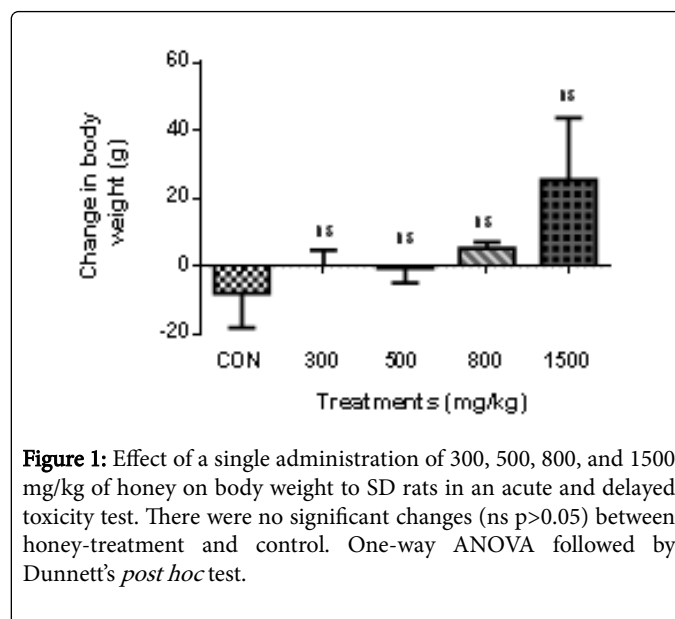 60
40
20
0
-20
Change in body
weight (g)
ns
ns
ns
ns
CON 300 500 800 1500
Treatments (mg/kg)
Figure 1: Effect of a single administration of 300, 500, 800, and 1500
mg/kg of honey on body weight to SD rats in an acute and delayed
toxicity test. There were no significant changes (ns p>0.05) between
honey-treatment and control. One-way ANOVA followed by
Dunnett's post hoc test.